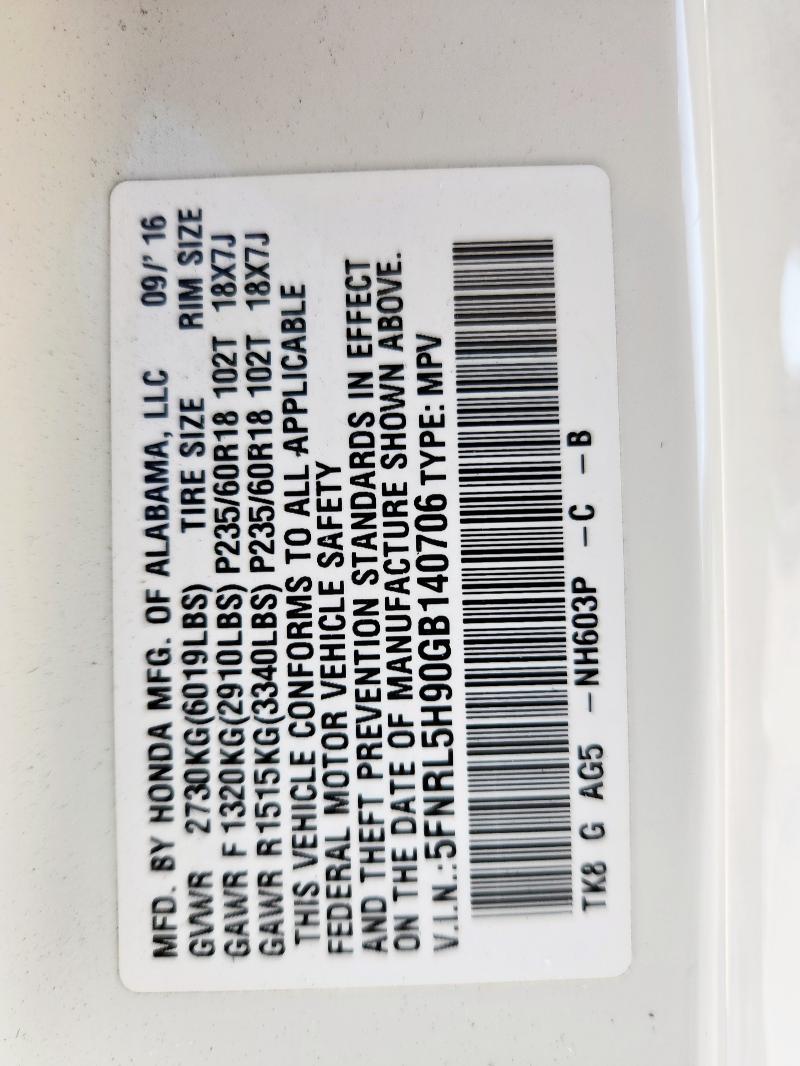 MFD. BY HONDA MFG. OF ALABAMA, LLC 09/' 16
GVWR 2730KG(6019LBS) TIRE SIZE RIM SIZE
GAWR F 1320KG(2910LBS) P235/60R18 102T 18X7J
GAWR R1515KG(3340LBS) P235/60R18 102T 18X7J
THIS VEHICLE CONFORMS TO ALL APPLICABLE
FEDERAL MOTOR VEHICLE SAFETY
AND THEFT PREVENTION STANDARDS IN EFFECT
ON THE DATE OF MANUFACTURE SHOWN ABOVE.
V.I.N.:5FNRL5H90GB140706 TYPE: MPV
TK8 G AG5 -NH603P -C -B